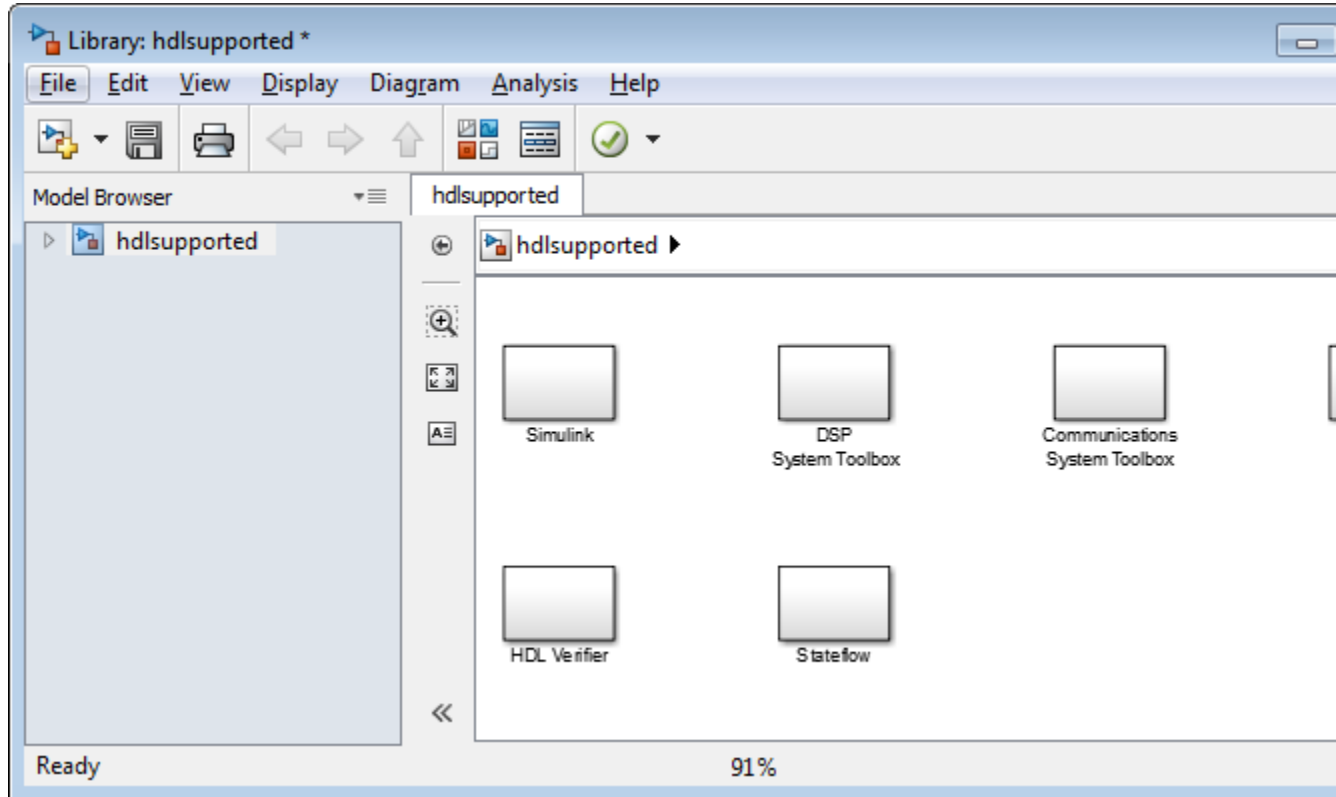 Library: hdlsupported *
File Edit View Display Diagram Analysis Help
Model Browser
hdlsupported
hdlsupported
hdlsupported
Simulink
DSP
System Toolbox
Communications
System Toolbox
HDL Verifier
Stateflow
Ready
91%